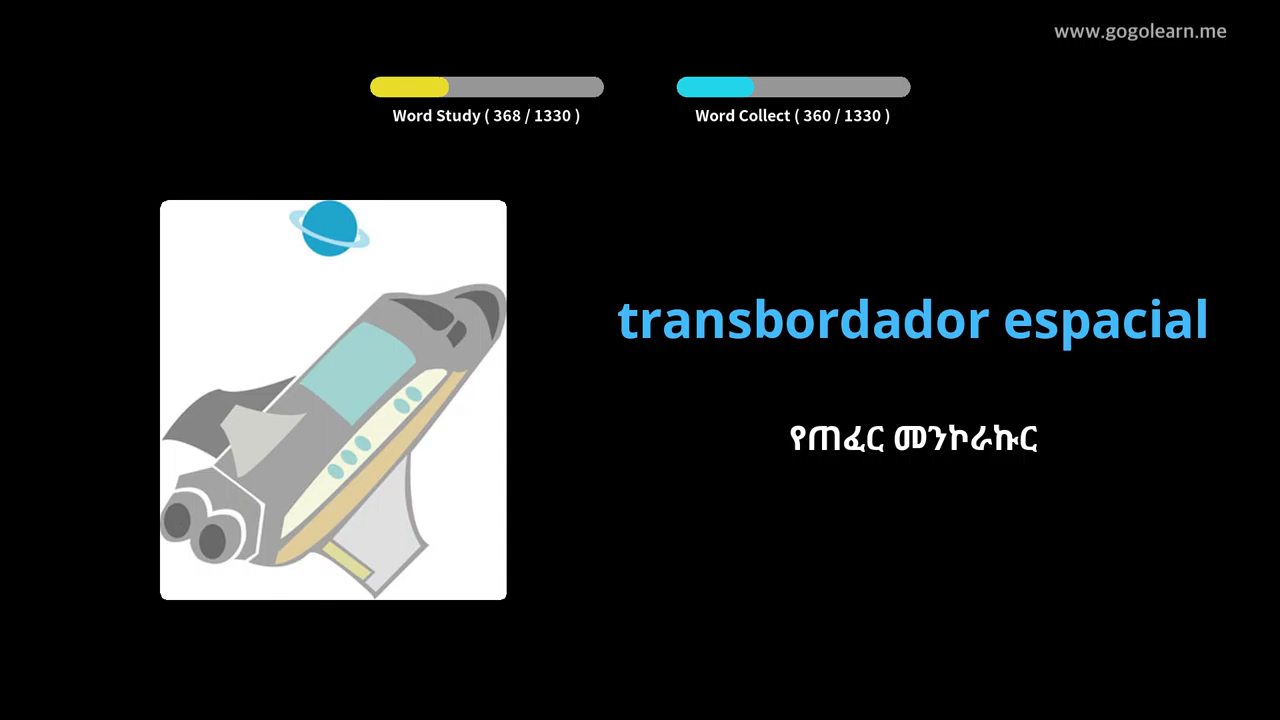 www.gogolearn.me
Word Study ( 368 / 1330 )
Word Collect ( 360 / 1330 )
transbordador espacial
የጠፈር መንኮራኩር